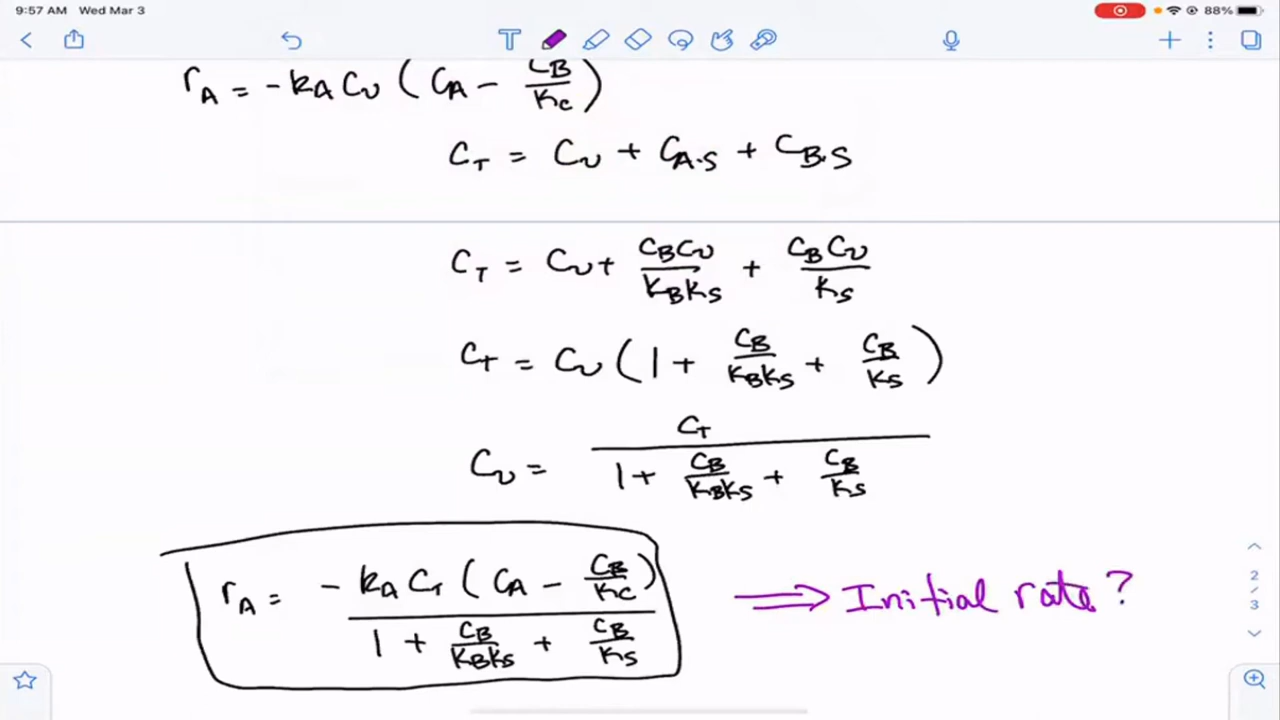 9:57 AM Wed Mar 3 88%
T
r_A = - k_A C_v ( C_A - C_B / K_C )
C_T = C_v + C_A·S + C_B·S
C_T = C_v + C_B C_v / K_B K_S + C_B C_v / K_S
C_T = C_v ( 1 + C_B / K_B K_S + C_B / K_S )
C_v = C_T / 1 + C_B / K_B K_S + C_B / K_S
r_A = - k_A C_T ( C_A - C_B / K_C ) / 1 + C_B / K_B K_S + C_B / K_S ⟹ Initial rate?
2
/
3